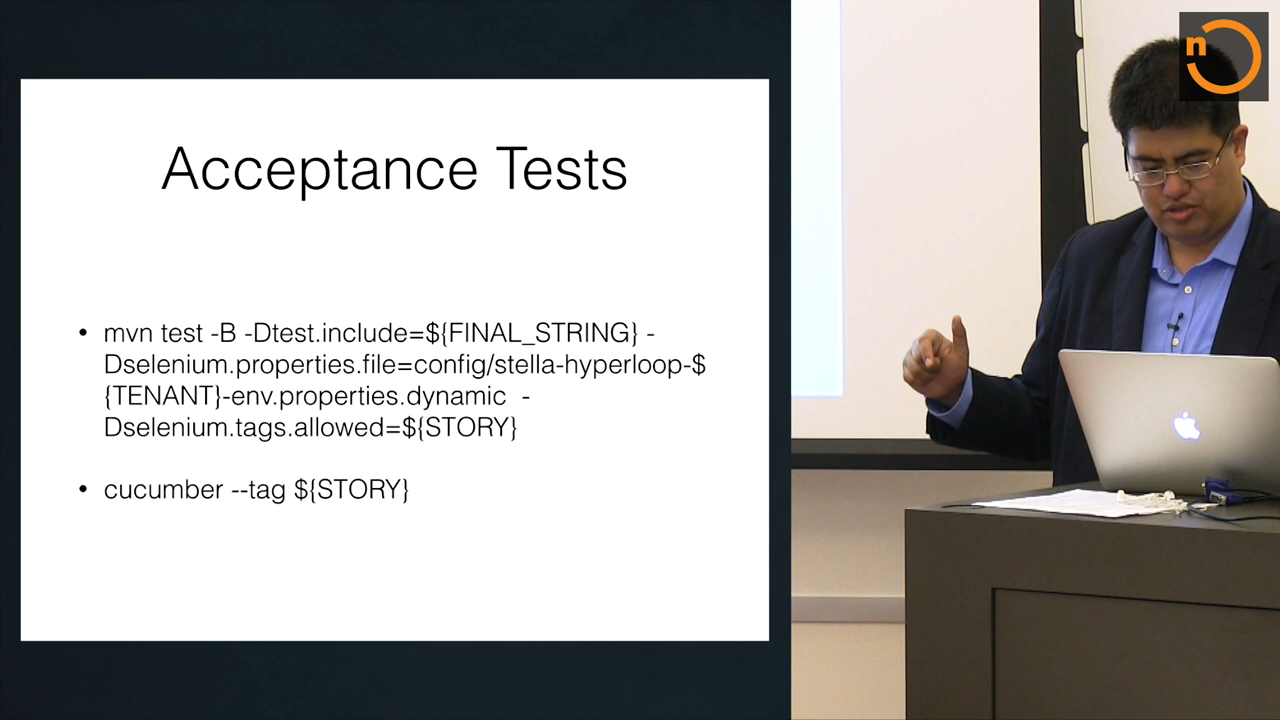 Acceptance Tests
• mvn test -B -Dtest.include=${FINAL_STRING} -
Dselenium.properties.file=config/stella-hyperloop-$
{TENANT}-env.properties.dynamic -
Dselenium.tags.allowed=${STORY}
• cucumber --tag ${STORY}
n